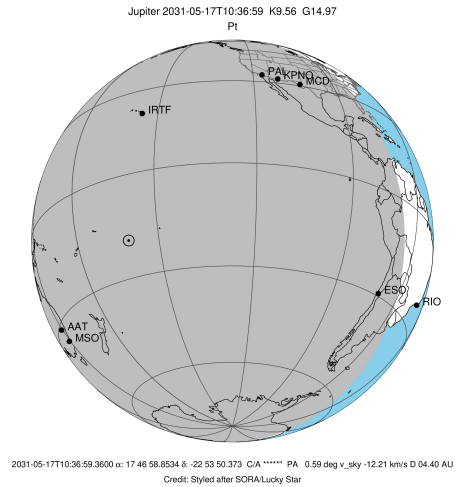 Jupiter 2031-05-17T10:36:59 K9.56 G14.97
Pt
PAL
KPNO
MCD
IRTF
ESO
RIO
AAT
MSO
2031-05-17T10:36:59.3600 α: 17 46 58.8534 δ: -22 53 50.373 C/A *****" PA 0.59 deg v_sky -12.21 km/s D 04.40 AU
Credit: Styled after SORA/Lucky Star